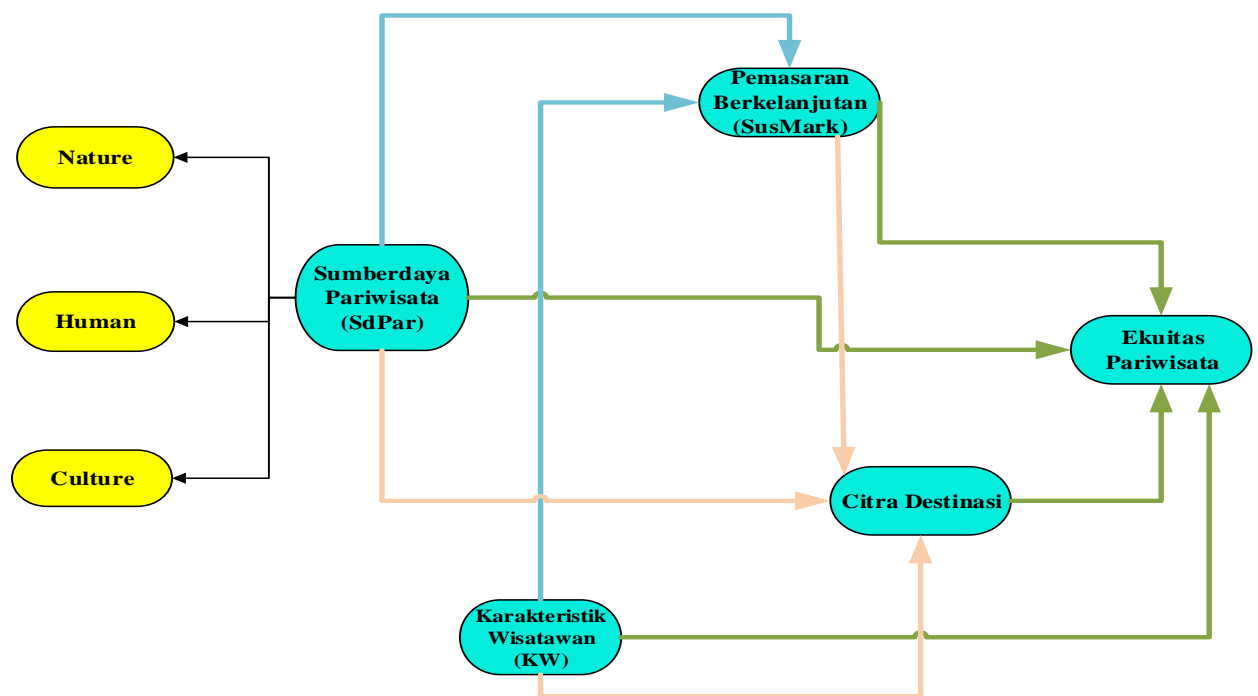 Pemasaran
Berkelanjutan
(SusMark)
Nature
Sumberdaya
Pariwisata
(SdPar)
Human
Ekuitas
Pariwisata
Culture
Citra Destinasi
Karakteristik
Wisatawan
(KW)